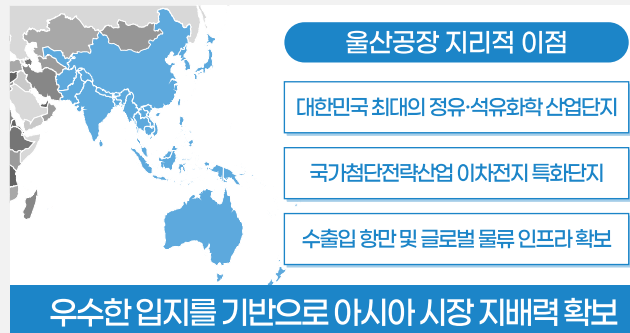 울산공장 지리적 이점
대한민국 최대의 정유·석유화학 산업단지
국가첨단전략산업 이차전지 특화단지
수출입 항만 및 글로벌 물류 인프라 확보
우수한 입지를 기반으로 아시아 시장 지배력 확보